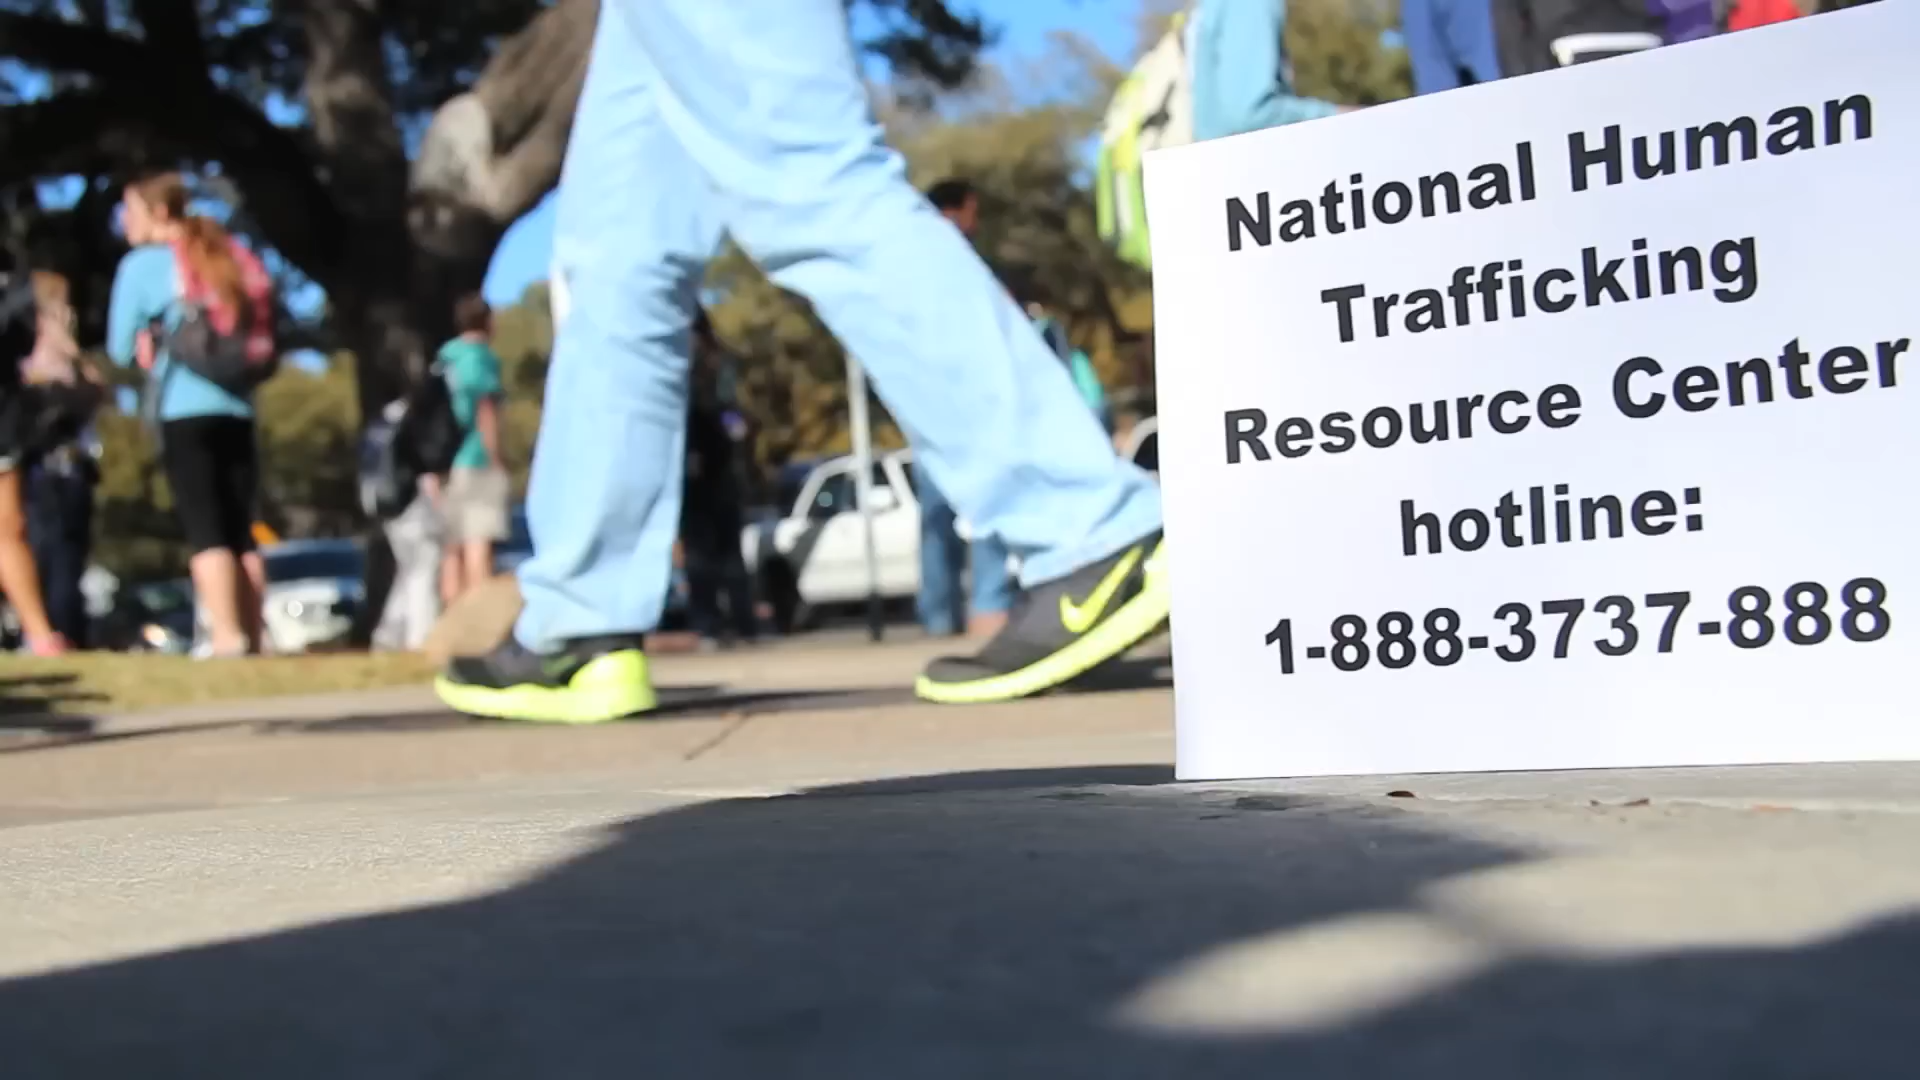 National Human
Trafficking
Resource Center
hotline:
1-888-3737-888